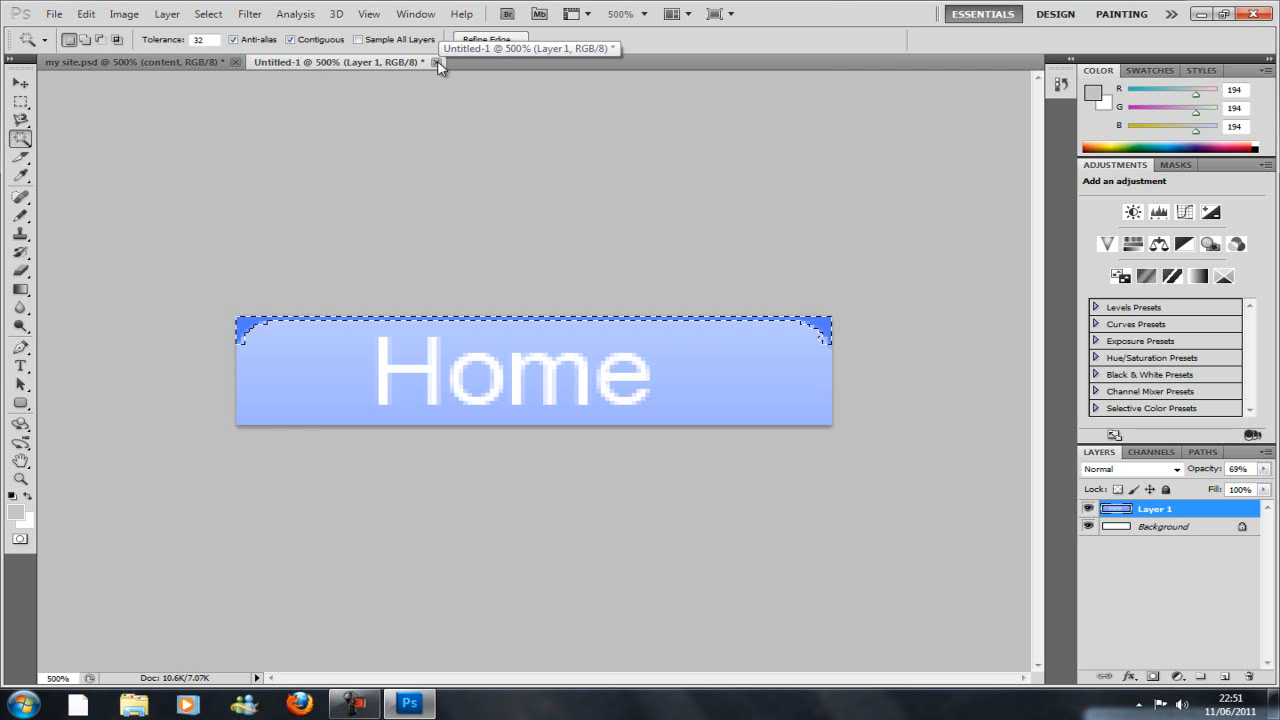 Ps File Edit Image Layer Select Filter Analysis 3D View Window Help Br Mb 500% ESSENTIALS DESIGN PAINTING
Tolerance: 32 Anti-alias Contiguous Sample All Layers Refine Edge...
Untitled-1 @ 500% (Layer 1, RGB/8) *
my site.psd @ 500% (content, RGB/8) * Untitled-1 @ 500% (Layer 1, RGB/8) *
COLOR SWATCHES STYLES
R 194
G 194
B 194
ADJUSTMENTS MASKS
Add an adjustment
Levels Presets
Curves Presets
Exposure Presets
Hue/Saturation Presets
Black & White Presets
Channel Mixer Presets
Selective Color Presets
Home
LAYERS CHANNELS PATHS
Normal Opacity: 69%
Lock: Fill: 100%
Layer 1
Background
500% Doc: 10.6K/7.07K
Ps
22:51
11/06/2011